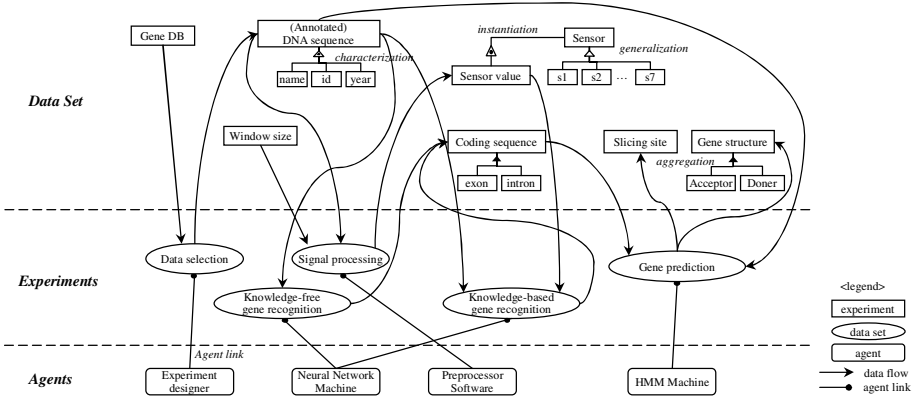 Gene DB
(Annotated)
DNA sequence
characterization
name
id
year
instantiation
Sensor
generalization
Sensor value
s1
s2
...
s7
Data Set
Window size
Coding sequence
exon
intron
Slicing site
Gene structure
aggregation
Acceptor
Doner
Data selection
Signal processing
Gene prediction
Experiments
Knowledge-free
gene recognition
Knowledge-based
gene recognition
<legend>
experiment
data set
agent
data flow
agent link
Agent link
Agents
Experiment
designer
Neural Network
Machine
Preprocessor
Software
HMM Machine